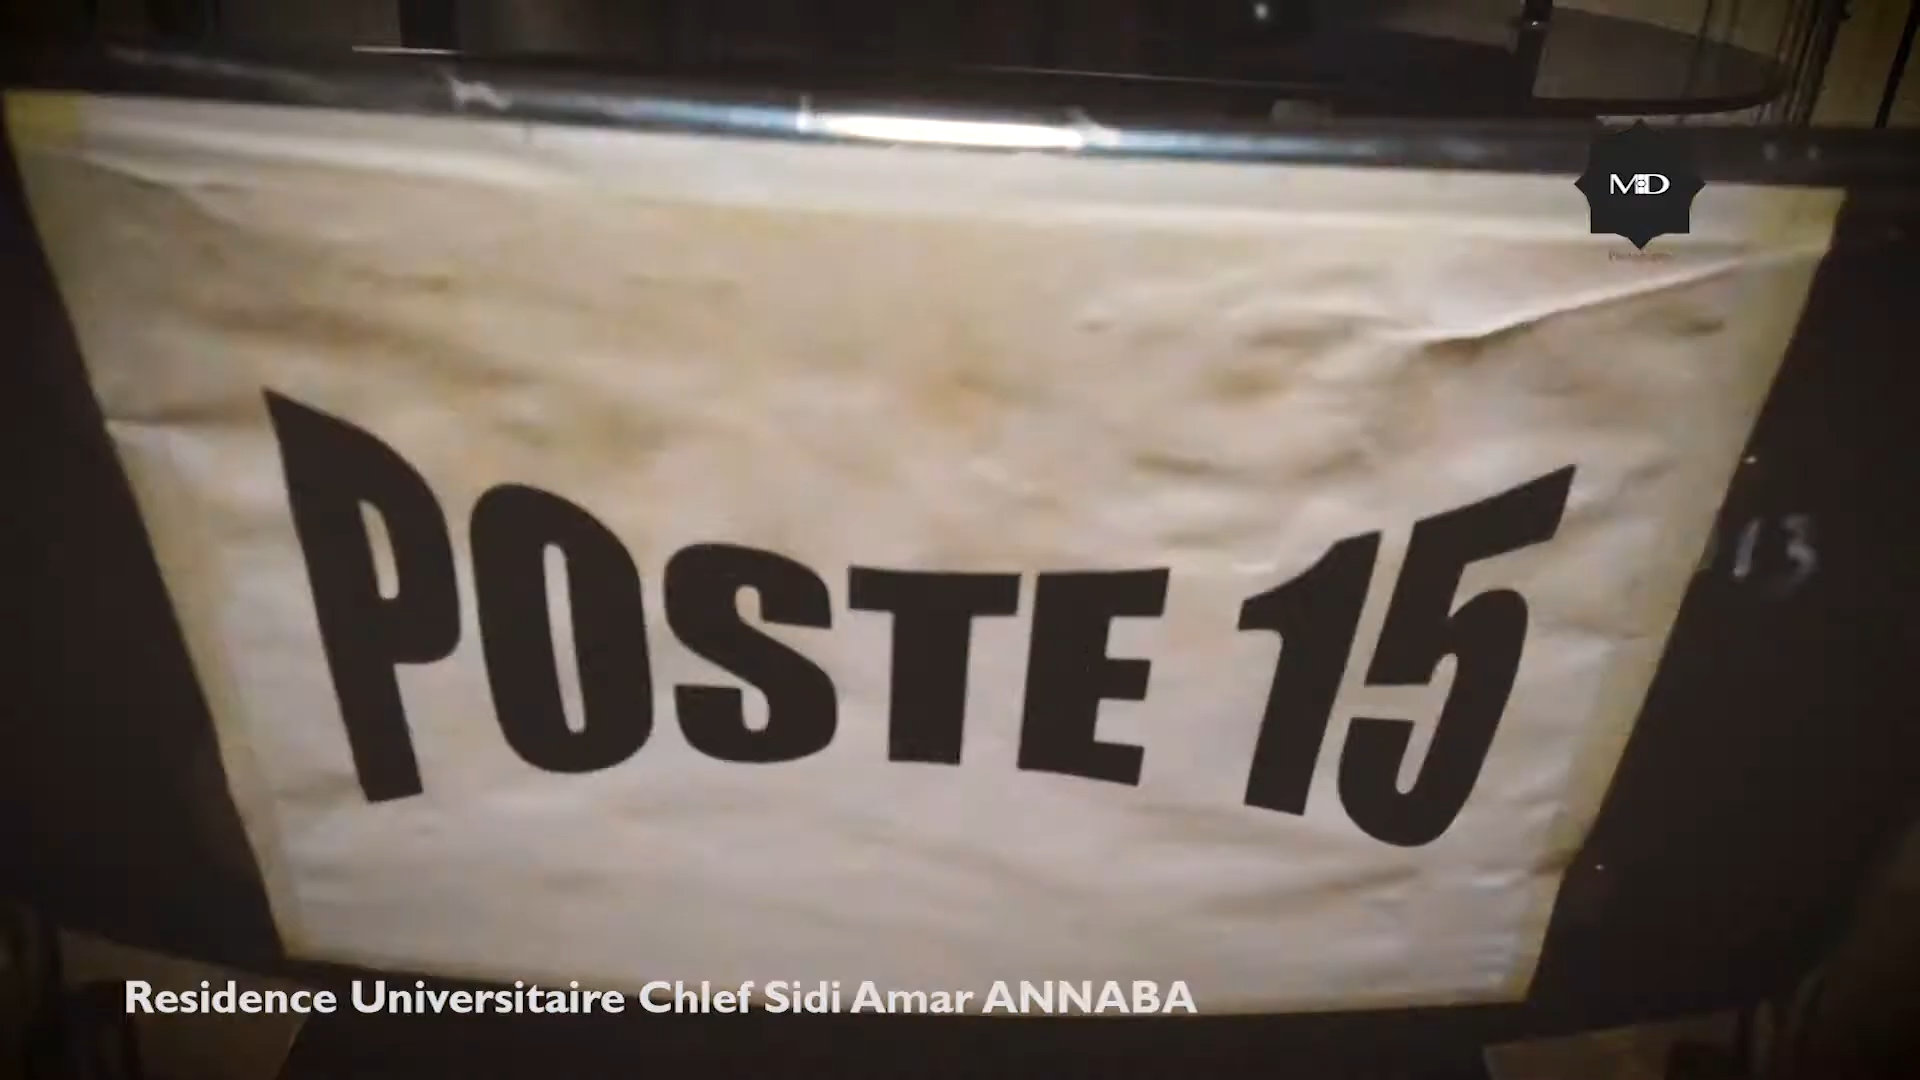 MD
POSTE 15
13
Residence Universitaire Chlef Sidi Amar ANNABA